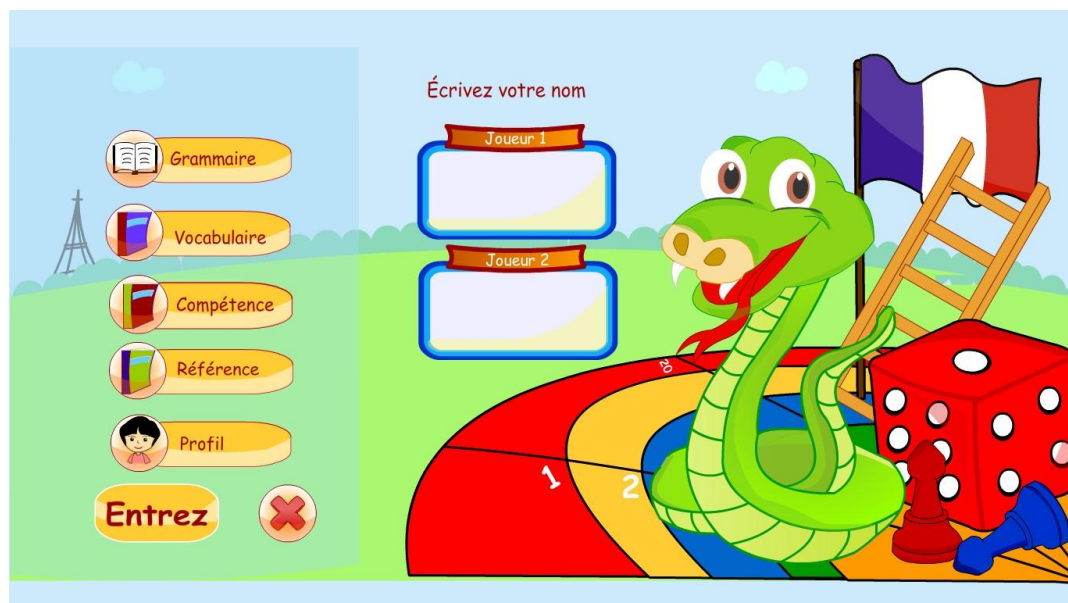 Écrivez votre nom
Joueur 1
Joueur 2
Grammaire
Vocabulaire
Compétence
Référence
Profil
Entrez
20
1
2